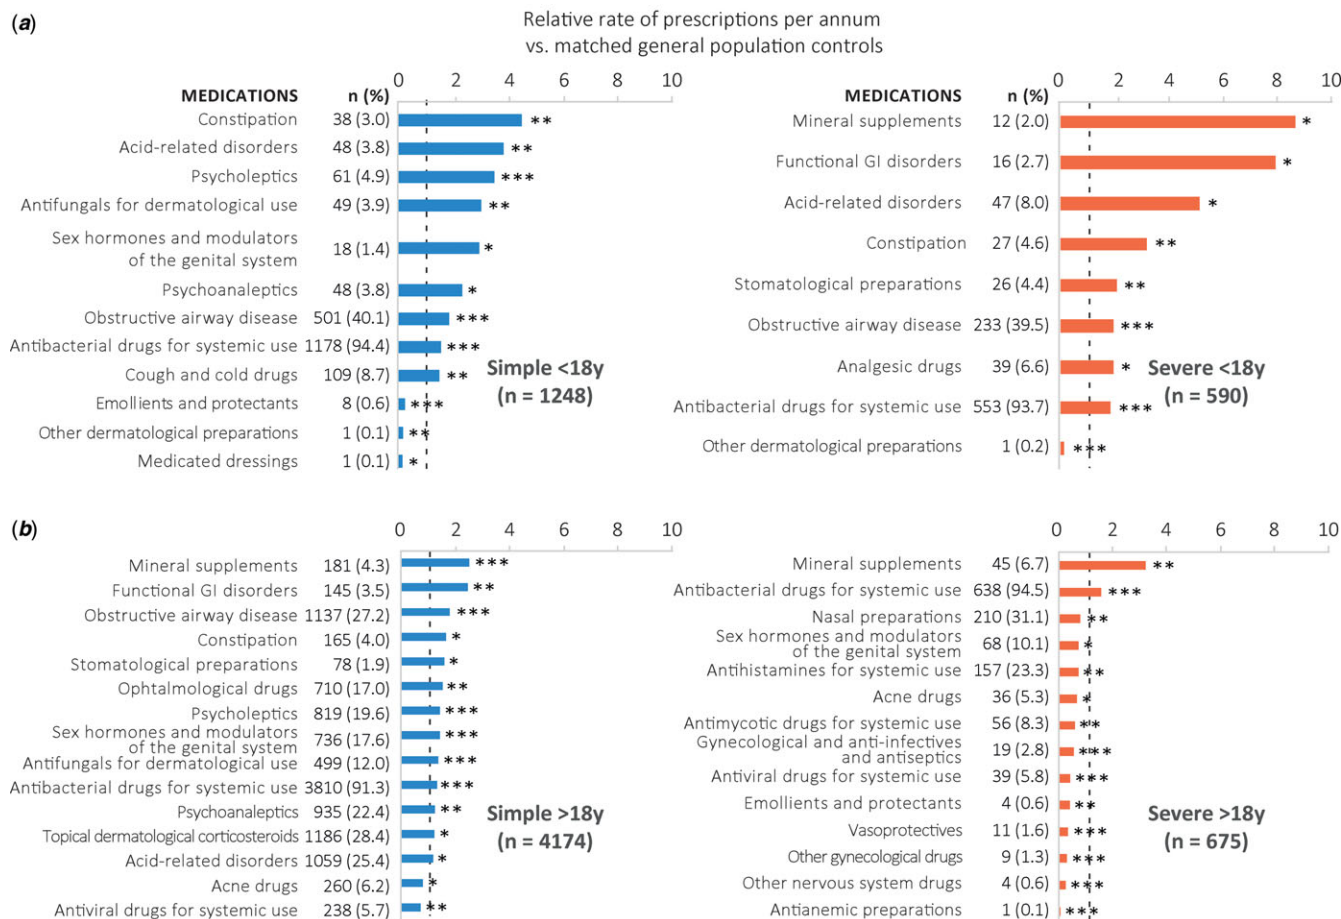 (a)
Relative rate of prescriptions per annum
vs. matched general population controls
0 2 4 6 8 10
MEDICATIONS n (%)
Constipation 38 (3.0) **
Acid-related disorders 48 (3.8) **
Psycholeptics 61 (4.9) ***
Antifungals for dermatological use 49 (3.9) **
Sex hormones and modulators
of the genital system 18 (1.4) *
Psychoanaleptics 48 (3.8) *
Obstructive airway disease 501 (40.1) ***
Antibacterial drugs for systemic use 1178 (94.4) ***
Cough and cold drugs 109 (8.7) **
Emollients and protectants 8 (0.6) ***
Other dermatological preparations 1 (0.1) **
Medicated dressings 1 (0.1) *
Simple <18y
(n = 1248)
0 2 4 6 8 10
MEDICATIONS n (%)
Mineral supplements 12 (2.0) *
Functional GI disorders 16 (2.7) *
Acid-related disorders 47 (8.0) *
Constipation 27 (4.6) **
Stomatological preparations 26 (4.4) **
Obstructive airway disease 233 (39.5) ***
Analgesic drugs 39 (6.6) *
Antibacterial drugs for systemic use 553 (93.7) ***
Other dermatological preparations 1 (0.2) ***
Severe <18y
(n = 590)
(b)
0 2 4 6 8 10
Mineral supplements 181 (4.3) ***
Functional GI disorders 145 (3.5) **
Obstructive airway disease 1137 (27.2) ***
Constipation 165 (4.0) *
Stomatological preparations 78 (1.9) *
Ophtalmological drugs 710 (17.0) **
Psycholeptics 819 (19.6) ***
Sex hormones and modulators
of the genital system 736 (17.6) ***
Antifungals for dermatological use 499 (12.0) ***
Antibacterial drugs for systemic use 3810 (91.3) ***
Psychoanaleptics 935 (22.4) **
Topical dermatological corticosteroids 1186 (28.4) *
Acid-related disorders 1059 (25.4) *
Acne drugs 260 (6.2) *
Antiviral drugs for systemic use 238 (5.7) **
Simple >18y
(n = 4174)
0 2 4 6 8 10
Mineral supplements 45 (6.7) **
Antibacterial drugs for systemic use 638 (94.5) ***
Nasal preparations 210 (31.1) **
Sex hormones and modulators
of the genital system 68 (10.1) *
Antihistamines for systemic use 157 (23.3) **
Acne drugs 36 (5.3) *
Antimycotic drugs for systemic use 56 (8.3) **
Gynecological and anti-infectives
and antiseptics 19 (2.8) ***
Antiviral drugs for systemic use 39 (5.8) ***
Emollients and protectants 4 (0.6) **
Vasoprotectives 11 (1.6) ***
Other gynecological drugs 9 (1.3) ***
Other nervous system drugs 4 (0.6) ***
Antianemic preparations 1 (0.1) ***
Severe >18y
(n = 675)